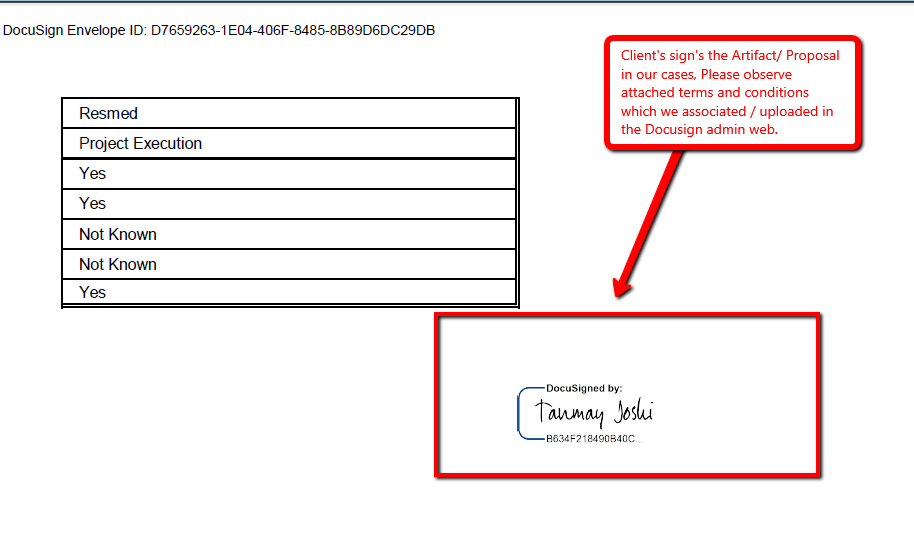 DocuSign Envelope ID: D7659263-1E04-406F-8485-8B89D6DC29DB
Client's sign's the Artifact/ Proposal
in our cases, Please observe
attached terms and conditions
which we associated / uploaded in
the Docusign admin web.
Resmed
Project Execution
Yes
Yes
Not Known
Not Known
Yes
DocuSigned by:
Tanmay Joshi
B634F218490B40C...